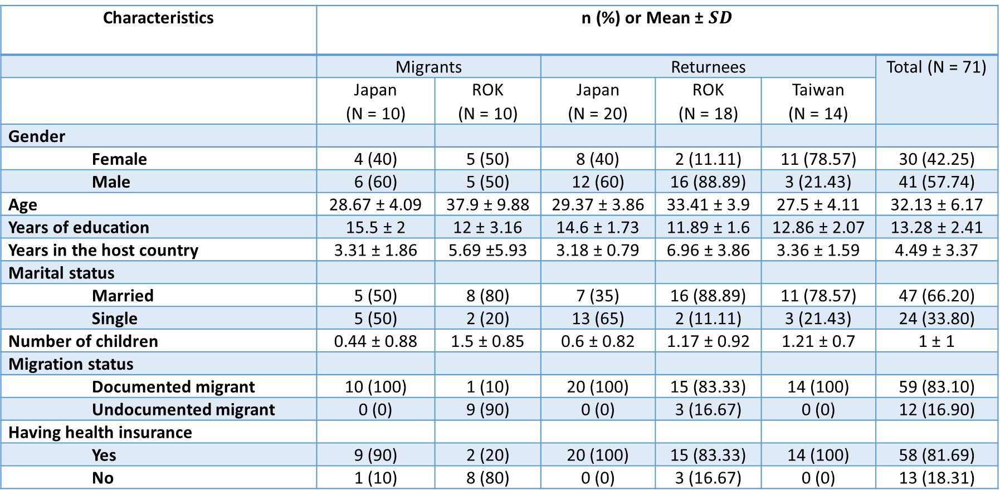 Characteristics n (%) or Mean ± SD
Migrants Returnees Total (N = 71)
Japan ROK Japan ROK Taiwan
(N = 10) (N = 10) (N = 20) (N = 18) (N = 14)
Gender
Female 4 (40) 5 (50) 8 (40) 2 (11.11) 11 (78.57) 30 (42.25)
Male 6 (60) 5 (50) 12 (60) 16 (88.89) 3 (21.43) 41 (57.74)
Age 28.67 ± 4.09 37.9 ± 9.88 29.37 ± 3.86 33.41 ± 3.9 27.5 ± 4.11 32.13 ± 6.17
Years of education 15.5 ± 2 12 ± 3.16 14.6 ± 1.73 11.89 ± 1.6 12.86 ± 2.07 13.28 ± 2.41
Years in the host country 3.31 ± 1.86 5.69 ±5.93 3.18 ± 0.79 6.96 ± 3.86 3.36 ± 1.59 4.49 ± 3.37
Marital status
Married 5 (50) 8 (80) 7 (35) 16 (88.89) 11 (78.57) 47 (66.20)
Single 5 (50) 2 (20) 13 (65) 2 (11.11) 3 (21.43) 24 (33.80)
Number of children 0.44 ± 0.88 1.5 ± 0.85 0.6 ± 0.82 1.17 ± 0.92 1.21 ± 0.7 1 ± 1
Migration status
Documented migrant 10 (100) 1 (10) 20 (100) 15 (83.33) 14 (100) 59 (83.10)
Undocumented migrant 0 (0) 9 (90) 0 (0) 3 (16.67) 0 (0) 12 (16.90)
Having health insurance
Yes 9 (90) 2 (20) 20 (100) 15 (83.33) 14 (100) 58 (81.69)
No 1 (10) 8 (80) 0 (0) 3 (16.67) 0 (0) 13 (18.31)